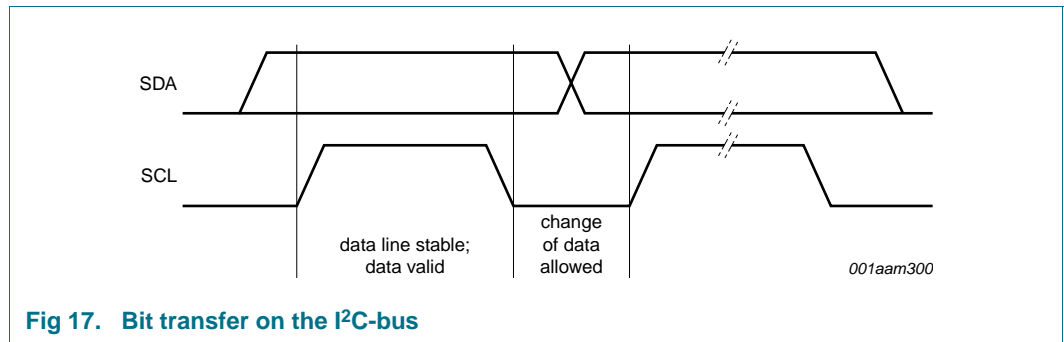 SDA
SCL
data line stable;
data valid
change
of data
allowed
001aam300
Fig 17. Bit transfer on the I²C-bus